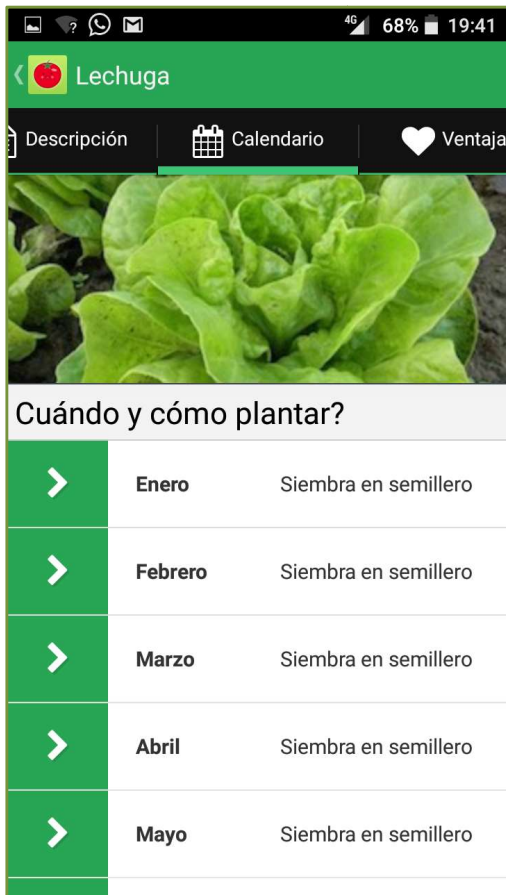 4G 68% 19:41
Lechuga
Descripción Calendario Ventaja
Cuándo y cómo plantar?
Enero Siembra en semillero
Febrero Siembra en semillero
Marzo Siembra en semillero
Abril Siembra en semillero
Mayo Siembra en semillero